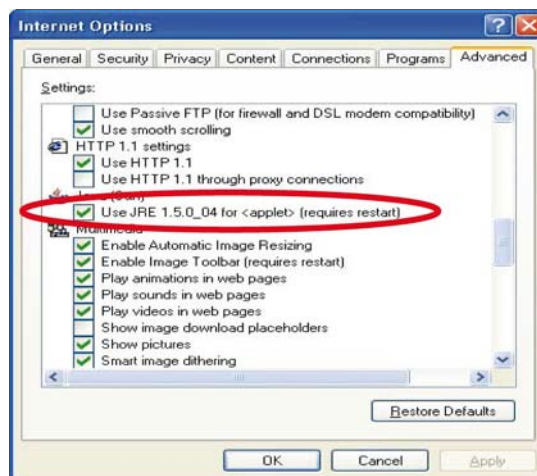 Internet Options
General Security Privacy Content Connections Programs Advanced
Settings:
Use Passive FTP (for firewall and DSL modem compatibility)
Use smooth scrolling
HTTP 1.1 settings
Use HTTP 1.1
Use HTTP 1.1 through proxy connections
Java (Sun)
Use JRE 1.5.0_04 for <applet> (requires restart)
Multimedia
Enable Automatic Image Resizing
Enable Image Toolbar (requires restart)
Play animations in web pages
Play sounds in web pages
Play videos in web pages
Show image download placeholders
Show pictures
Smart image dithering
Restore Defaults
OK Cancel Apply